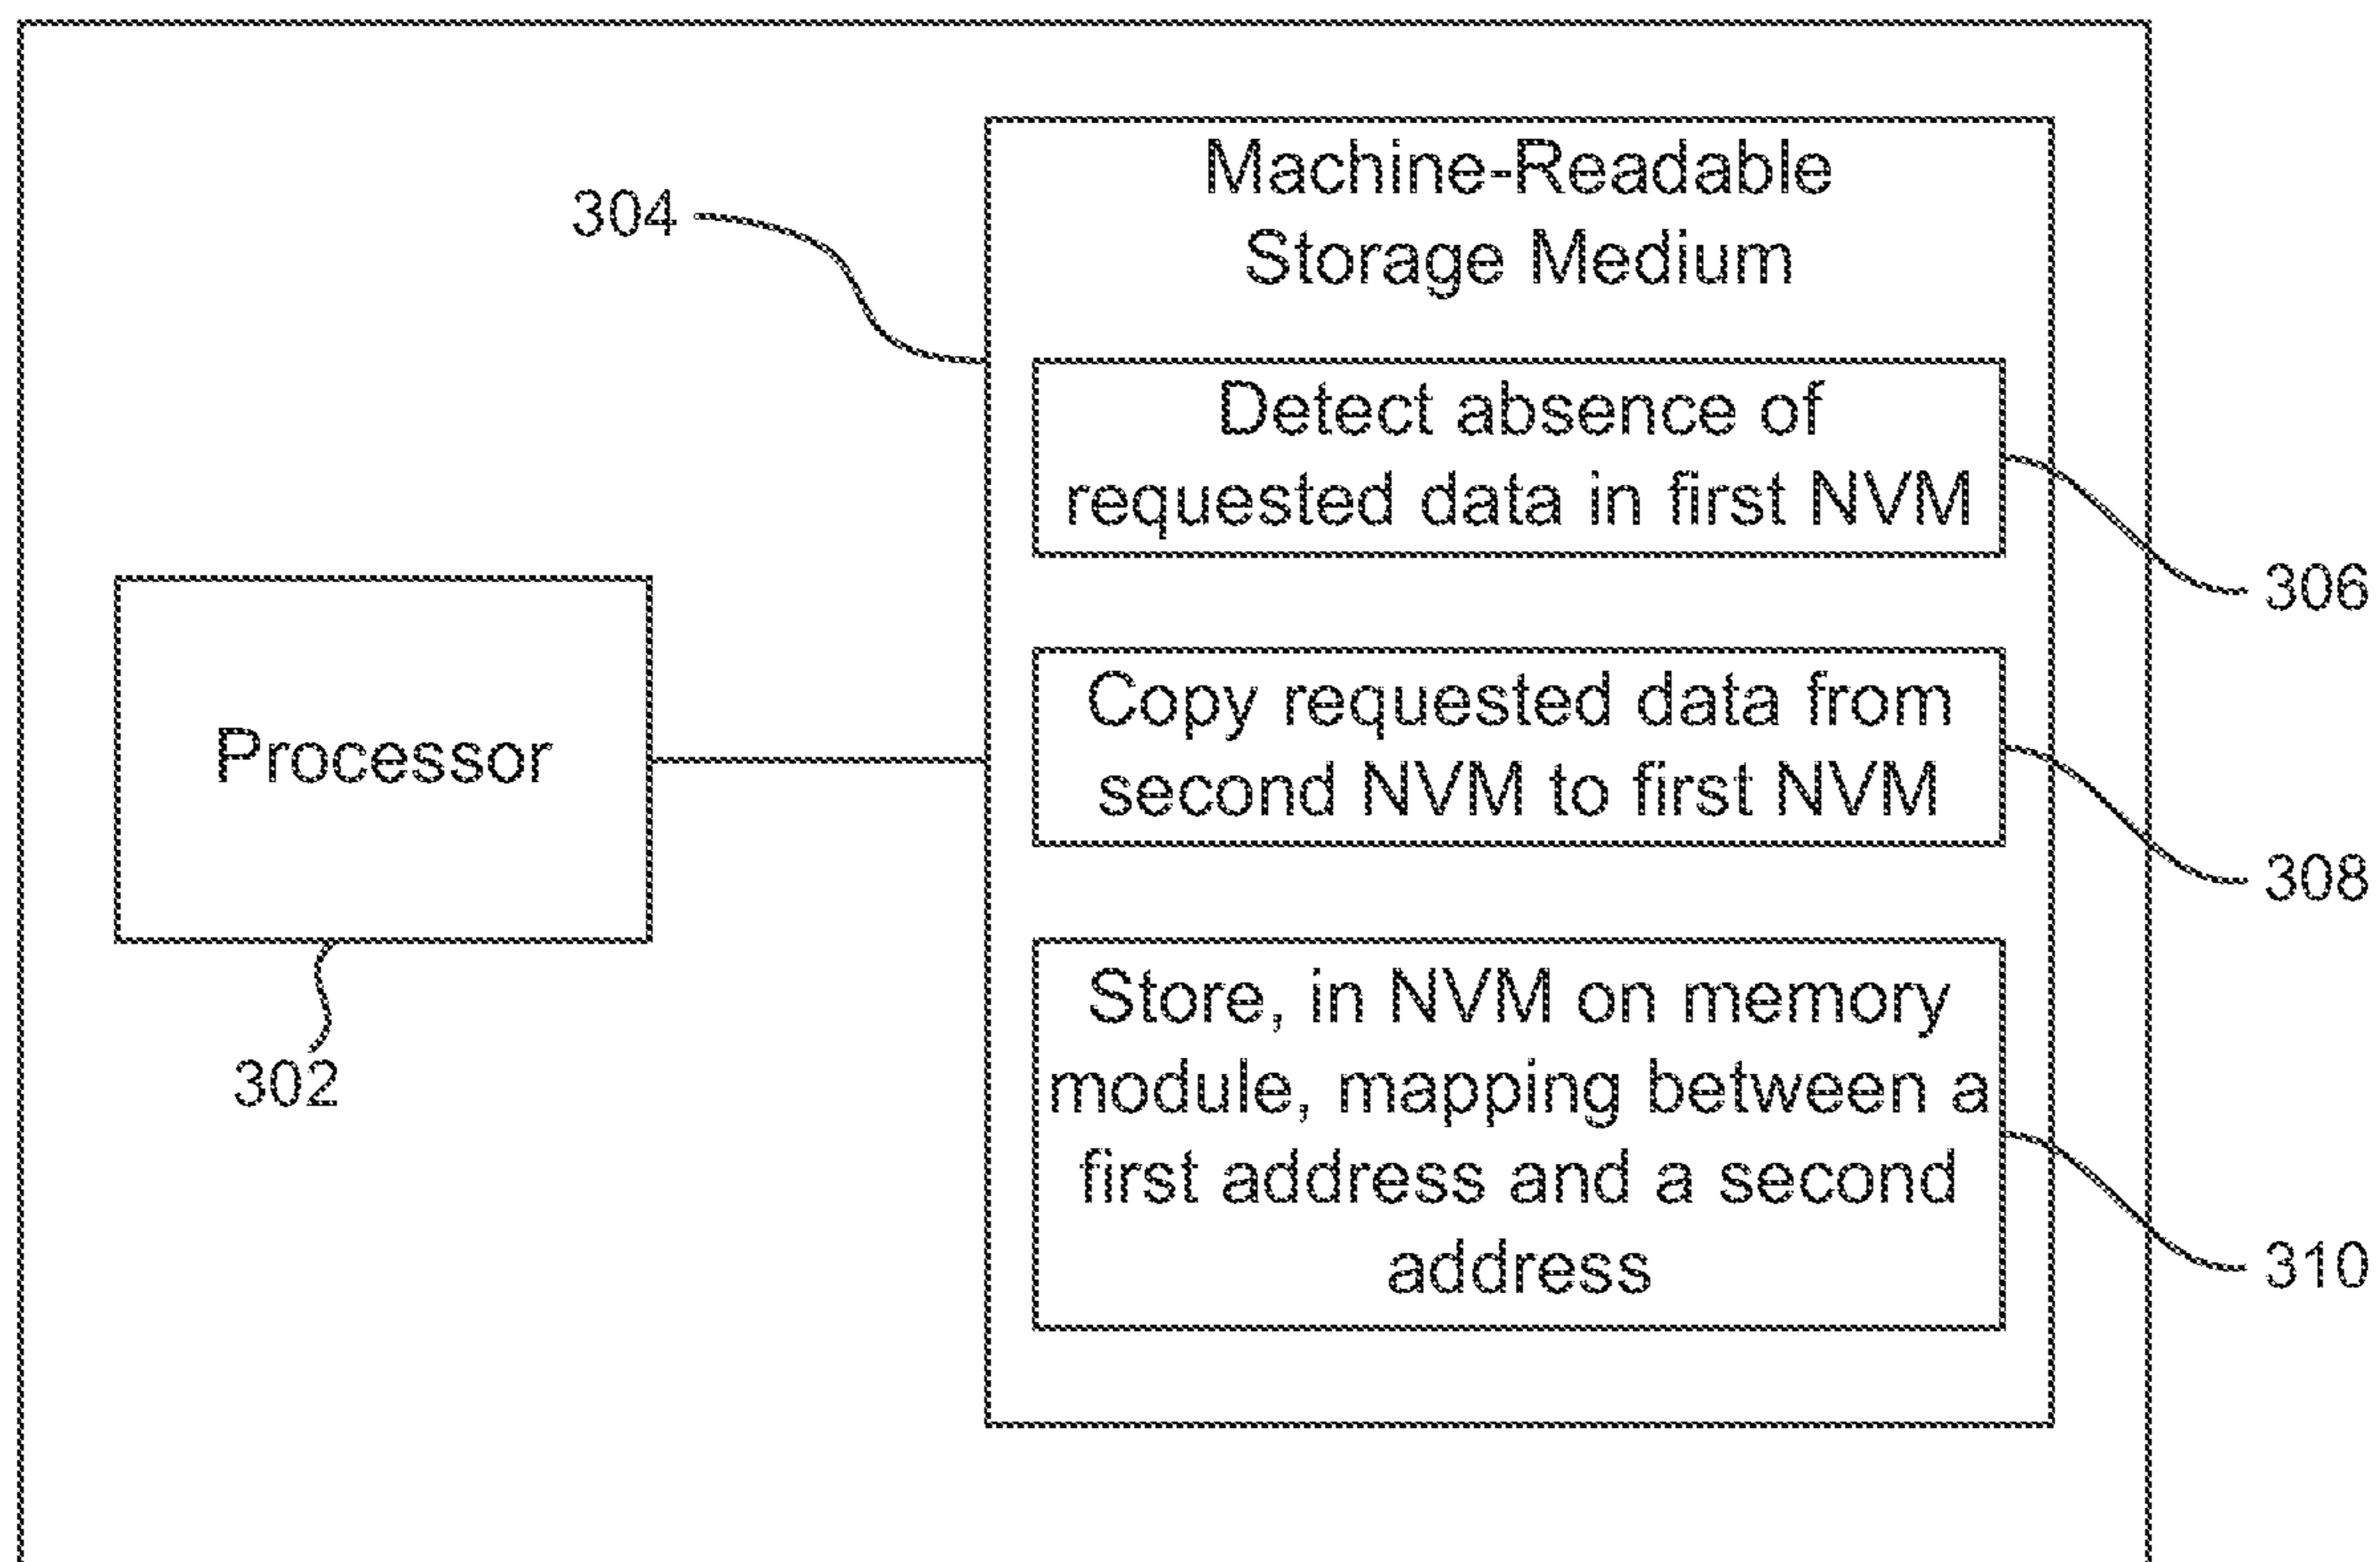 Machine-Readable
Storage Medium
304
Detect absence of
requested data in first NVM
306
Copy requested data from
second NVM to first NVM
308
Processor
302
Store, in NVM on memory
module, mapping between a
first address and a second
address
310